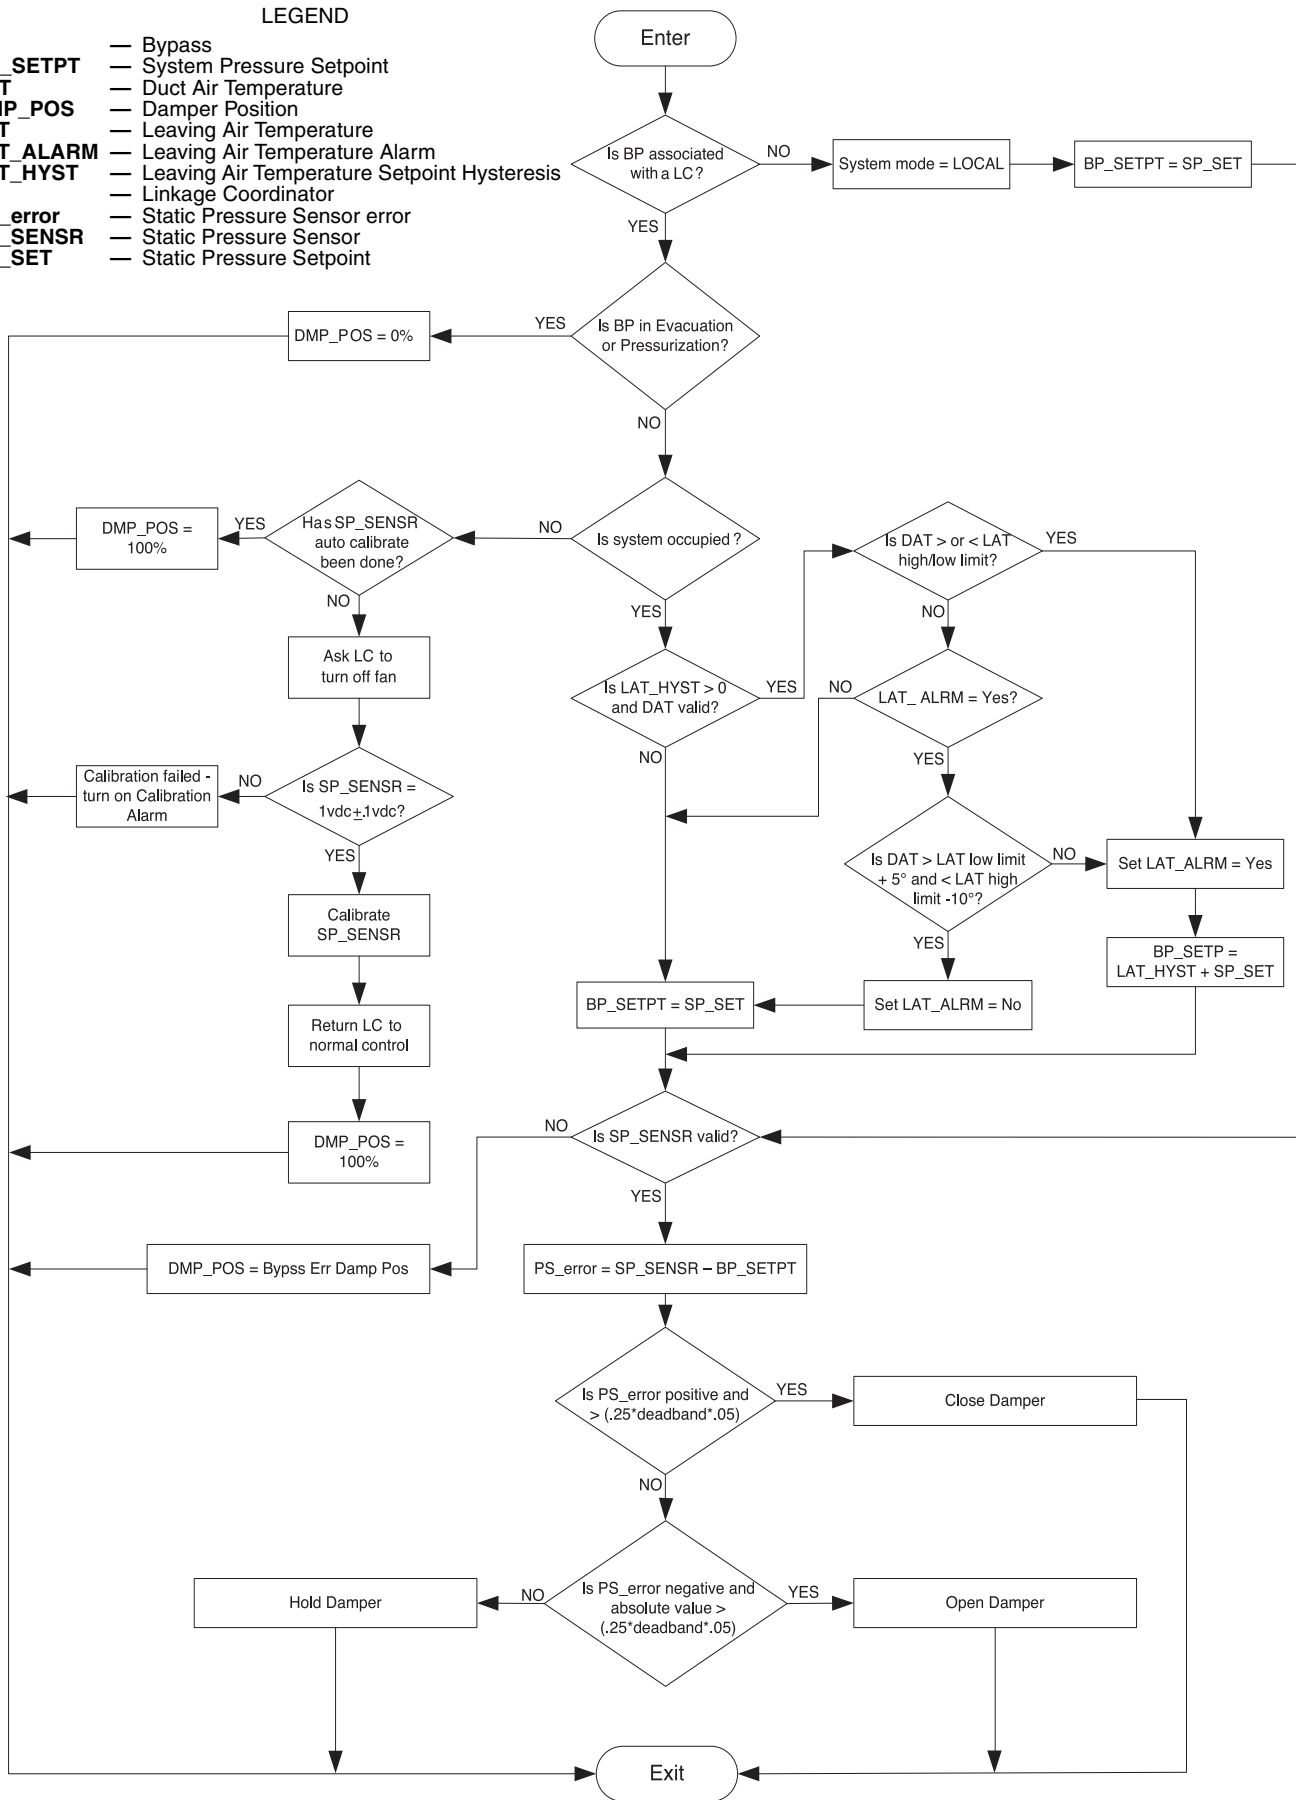 LEGEND
— Bypass
_SETPT — System Pressure Setpoint
T — Duct Air Temperature
MP_POS — Damper Position
T — Leaving Air Temperature
T_ALARM — Leaving Air Temperature Alarm
T_HYST — Leaving Air Temperature Setpoint Hysteresis
— Linkage Coordinator
_error — Static Pressure Sensor error
_SENSR — Static Pressure Sensor
_SET — Static Pressure Setpoint
Enter
Is BP associated
with a LC?
NO
System mode = LOCAL
BP_SETPT = SP_SET
YES
Is BP in Evacuation
or Pressurization?
YES
DMP_POS = 0%
NO
Is system occupied ?
NO
Has SP_SENSR
auto calibrate
been done?
YES
DMP_POS =
100%
NO
Ask LC to
turn off fan
Is SP_SENSR =
1vdc±.1vdc?
NO
Calibration failed -
turn on Calibration
Alarm
YES
Calibrate
SP_SENSR
Return LC to
normal control
DMP_POS =
100%
YES
Is LAT_HYST > 0
and DAT valid?
YES
Is DAT > or < LAT
high/low limit?
YES
NO
LAT_ ALRM = Yes?
NO
YES
Is DAT > LAT low limit
+ 5° and < LAT high
limit -10°?
NO
Set LAT_ALRM = Yes
BP_SETP =
LAT_HYST + SP_SET
YES
Set LAT_ALRM = No
NO
BP_SETPT = SP_SET
Is SP_SENSR valid?
NO
DMP_POS = Bypss Err Damp Pos
YES
PS_error = SP_SENSR – BP_SETPT
Is PS_error positive and
> (.25*deadband*.05)
YES
Close Damper
NO
Is PS_error negative and
absolute value >
(.25*deadband*.05)
NO
Hold Damper
YES
Open Damper
Exit